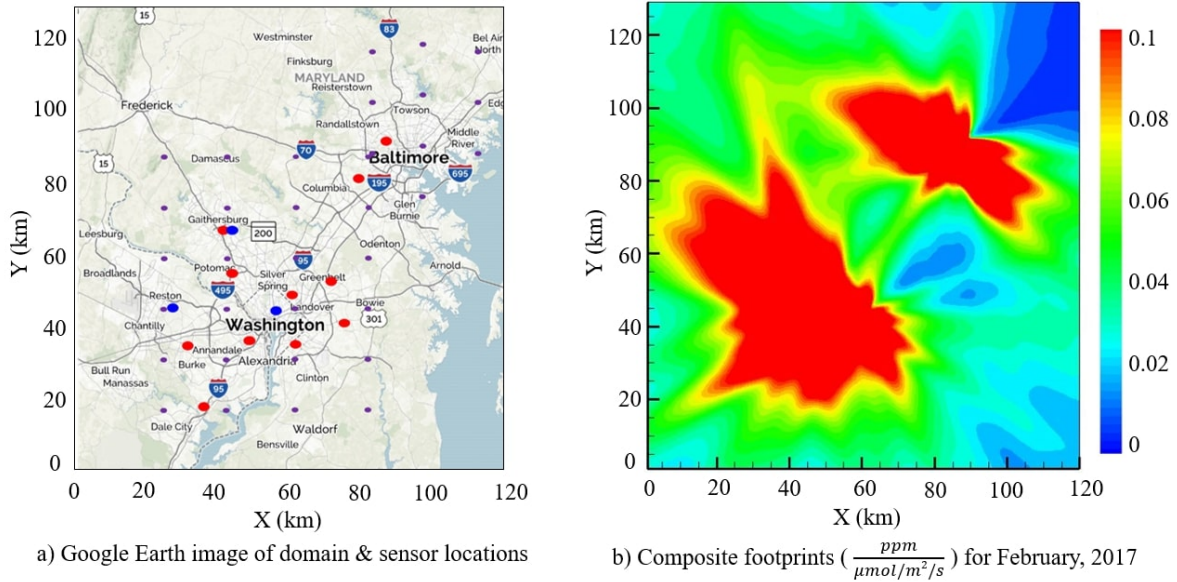 15
83
Westminster
Bel Air
North
Finksburg
MARYLAND
Reisterstown
Frederick
Towson
Edg
Randallstown
Middle
River
70
15
Damascus
Baltimore
695
Columbia
195
Glen
Burnie
Gaithersburg
200
Leesburg
Odenton
95
Potomac
Silver
Spring
Greenbelt
Arnold
Broadlands
495
Reston
Landover
Bowie
301
Chantilly
Washington
Annandale
Alexandria
Burke
Bull Run
Manassas
95
Clinton
Dale City
Waldorf
Bensville
120
100
80
60
40
20
0
Y (km)
0 20 40 60 80 100 120
X (km)
a) Google Earth image of domain & sensor locations
120
100
80
60
40
20
0
Y (km)
0 20 40 60 80 100 120
X (km)
0.1
0.08
0.06
0.04
0.02
0
b) Composite footprints ( ppm / μmol/m²/s ) for February, 2017